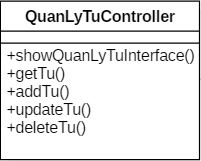 QuanLyTuController
+showQuanLyTuInterface()
+getTu()
+addTu()
+updateTu()
+deleteTu()